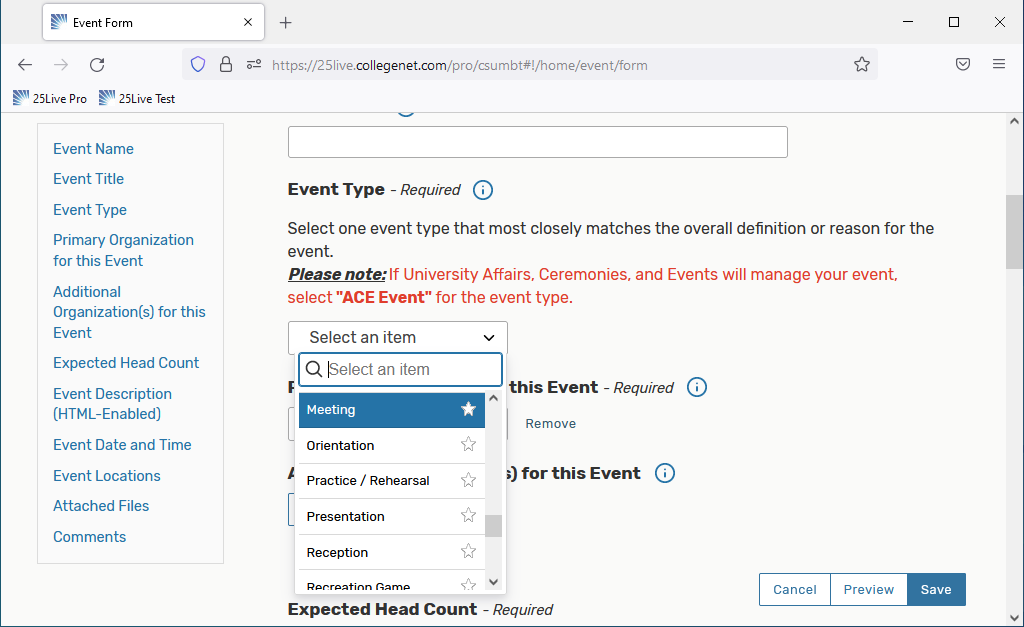 Event Form
https://25live.collegenet.com/pro/csumbt#!/home/event/form
25Live Pro
25Live Test
Event Name
Event Title
Event Type
Primary Organization
for this Event
Additional
Organization(s) for this
Event
Expected Head Count
Event Description
(HTML-Enabled)
Event Date and Time
Event Locations
Attached Files
Comments
Event Type - Required
Select one event type that most closely matches the overall definition or reason for the
event.
Please note: If University Affairs, Ceremonies, and Events will manage your event,
select "ACE Event" for the event type.
Select an item
Select an item
Meeting
Orientation
Practice / Rehearsal
Presentation
Reception
Recreation Game
this Event - Required
Remove
s) for this Event
Expected Head Count - Required
Cancel
Preview
Save